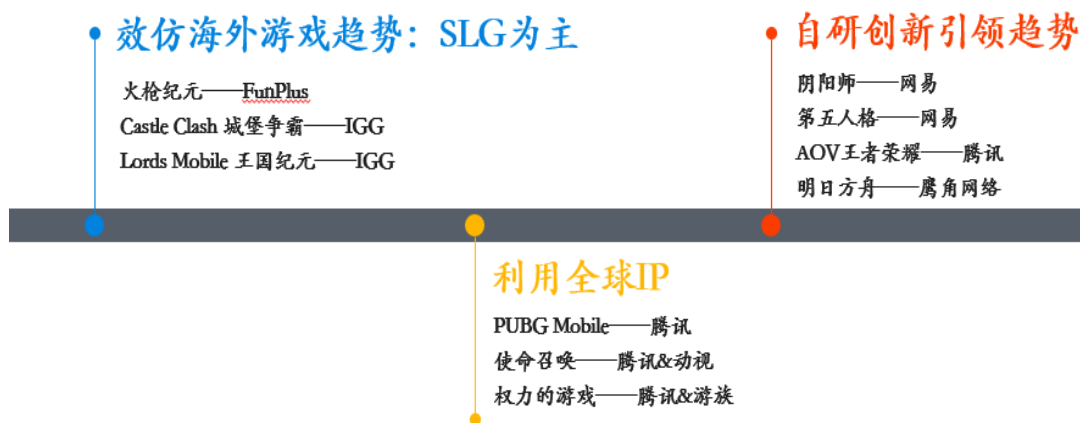 效仿海外游戏趋势：SLG为主
火枪纪元——FunPlus
Castle Clash 城堡争霸——IGG
Lords Mobile 王国纪元——IGG
利用全球IP
PUBG Mobile——腾讯
使命召唤——腾讯&动视
权力的游戏——腾讯&游族
自研创新引领趋势
阴阳师——网易
第五人格——网易
AOV王者荣耀——腾讯
明日方舟——鹰角网络